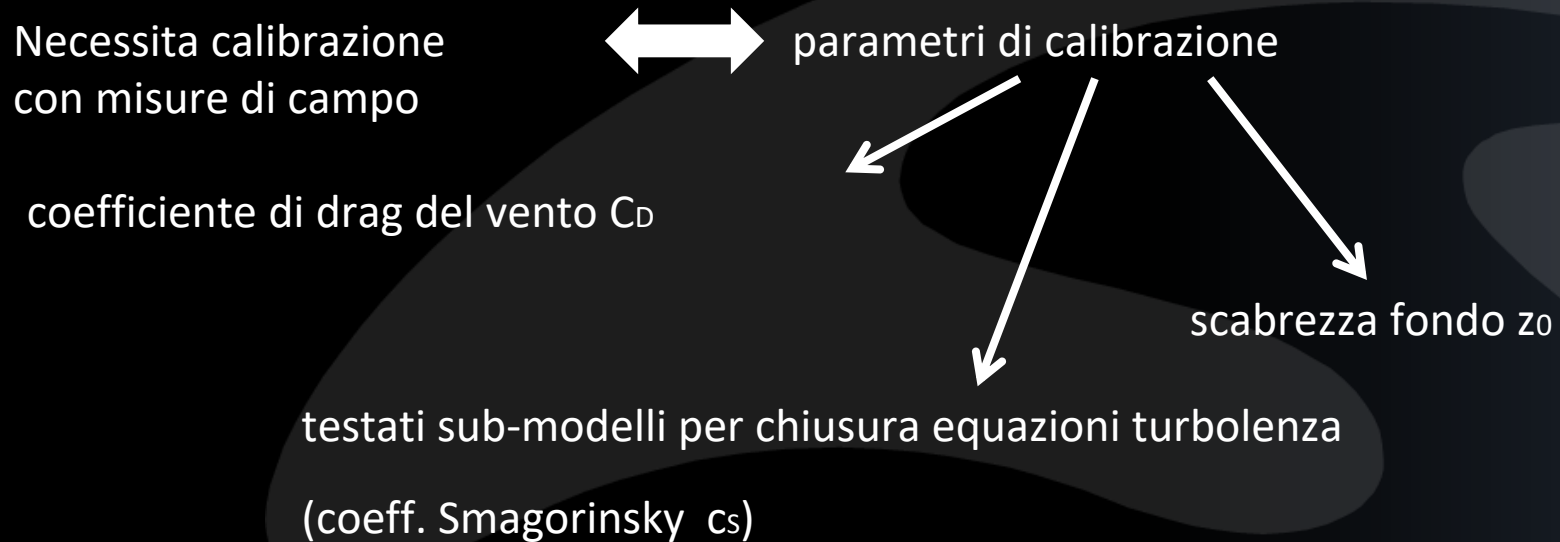 Necessita calibrazione
con misure di campo
parametri di calibrazione
coefficiente di drag del vento CD
scabrezza fondo z0
testati sub-modelli per chiusura equazioni turbolenza
(coeff. Smagorinsky cs)